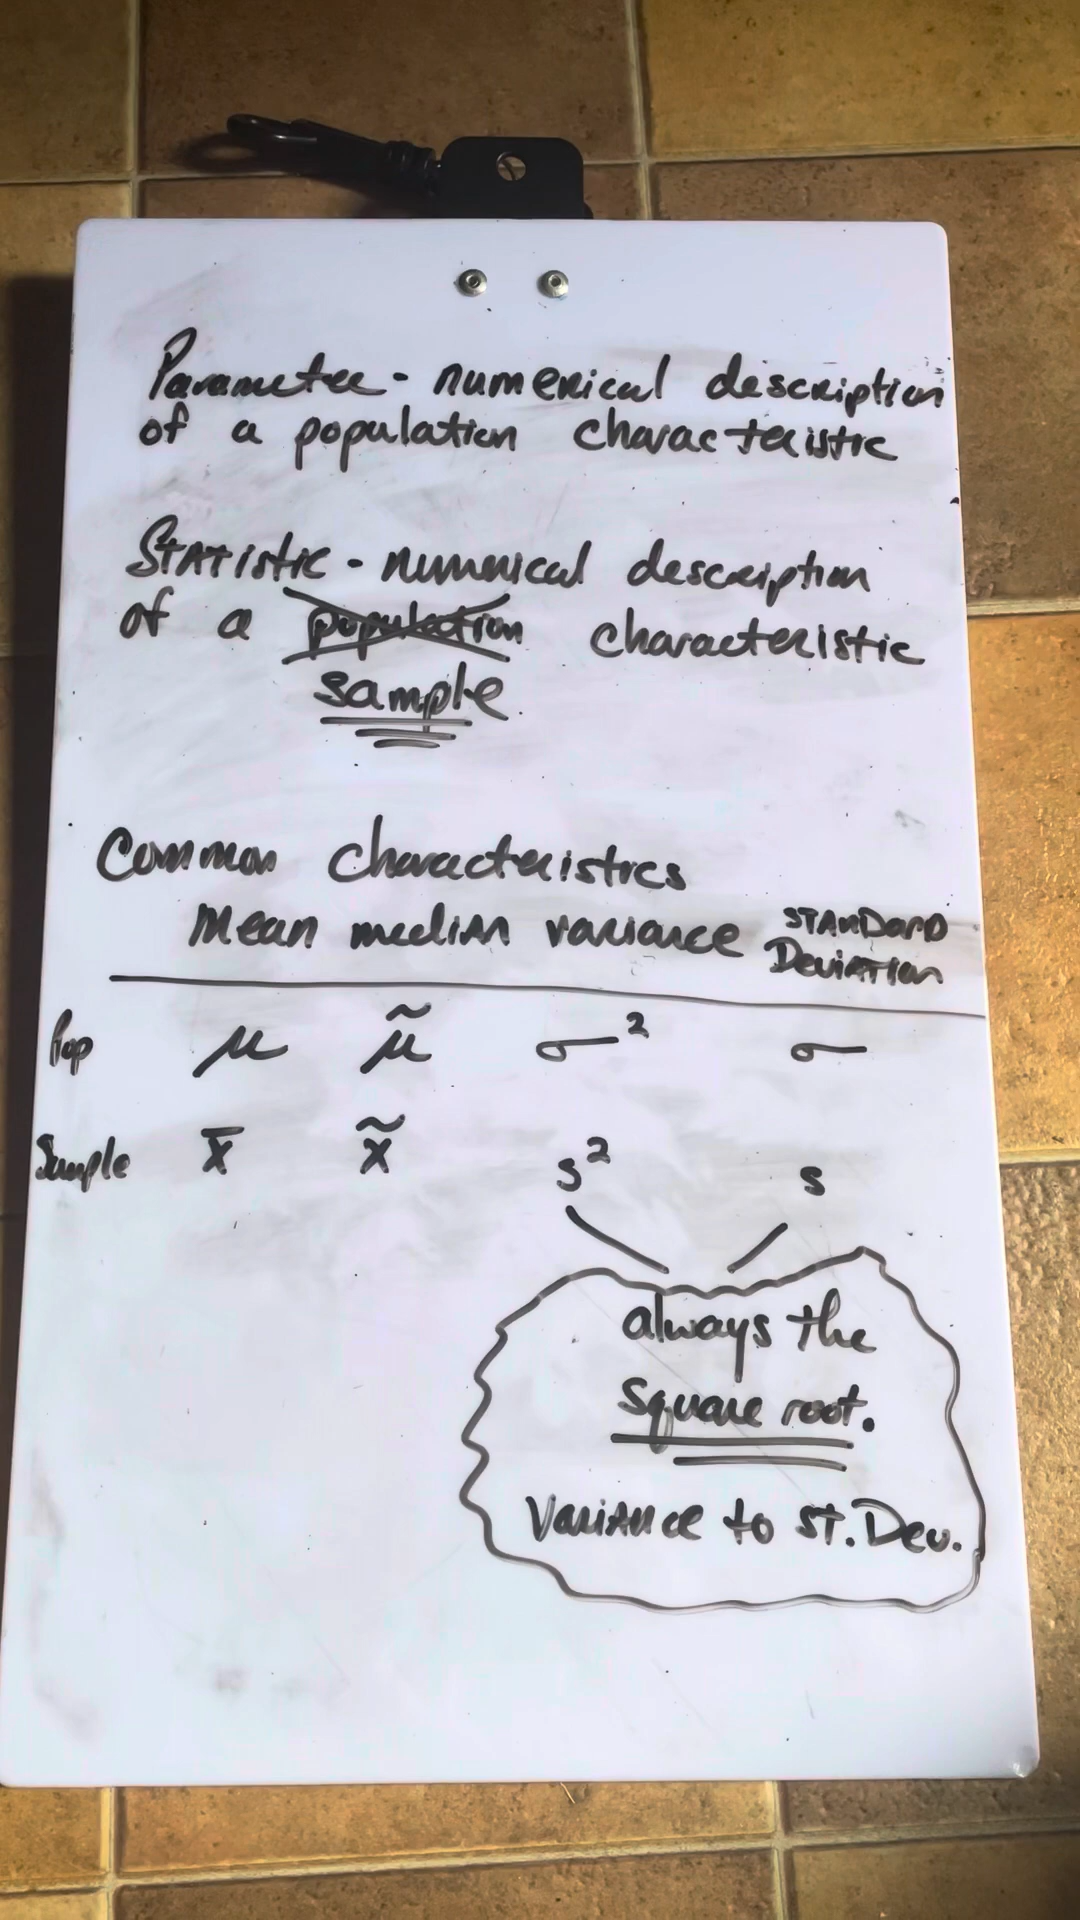 Parameter - numerical description
of a population characteristic
Statistic - numerical description
of a population characteristic
sample
Common Characteristics
Mean median variance STANDARD DEVIATION
Pop μ μ̃ σ² σ
Sample x̄ x̃ s² s
always the
square root.
Variance to St. Dev.